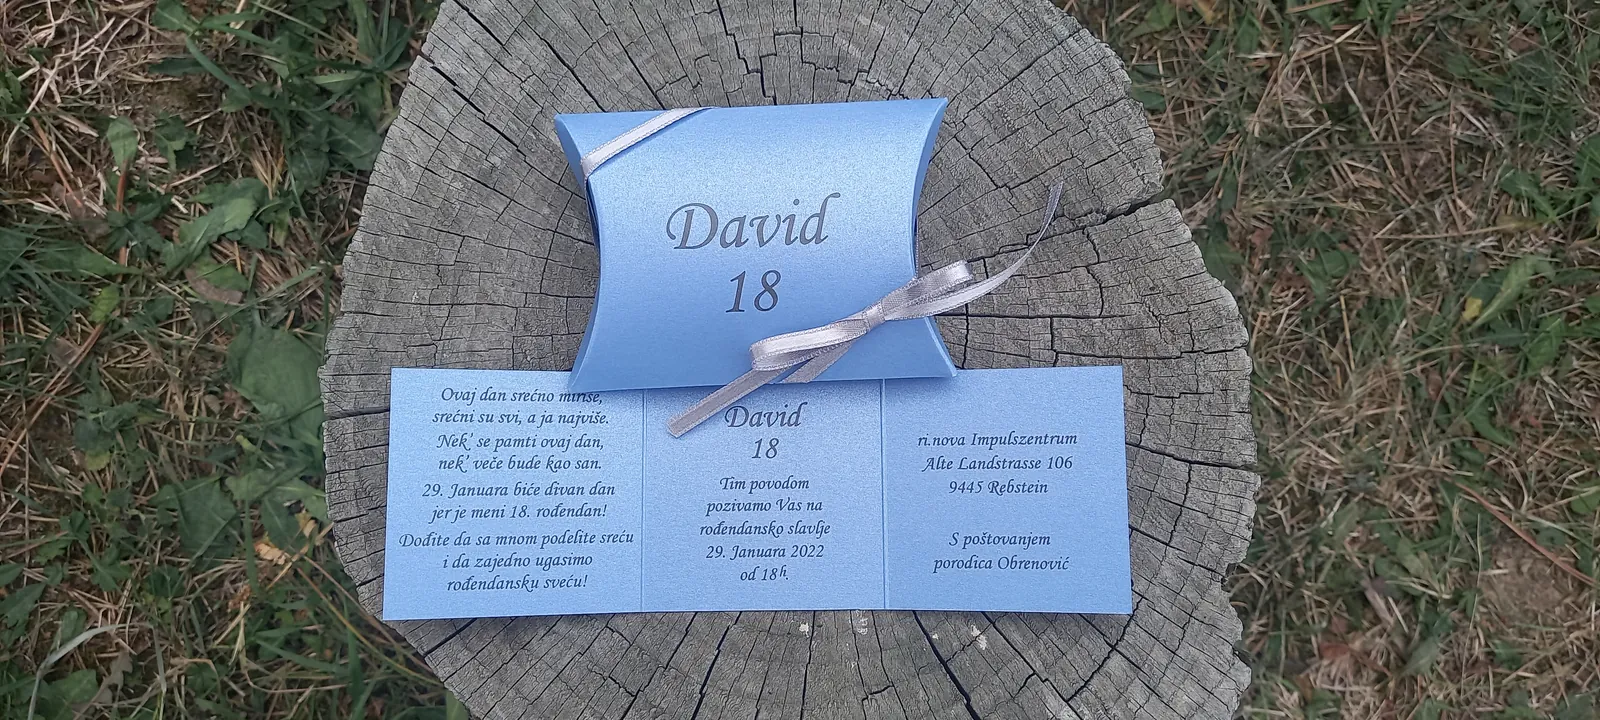 David
18
Ovaj dan srećno miriše,
srećni su svi, a ja najviše.
Nek' se pamti ovaj dan,
nek' veče bude kao san.
29. Januara biće divan dan
jer je meni 18. rođendan!
Dođite da sa mnom podelite sreću
i da zajedno ugasimo
rođendansku sveću!
David
18
Tim povodom
pozivamo Vas na
rođendansko slavlje
29. Januara 2022
od 18h.
ri.nova Impulszentrum
Alte Landstrasse 106
9445 Rebstein
S poštovanjem
porodica Obrenović